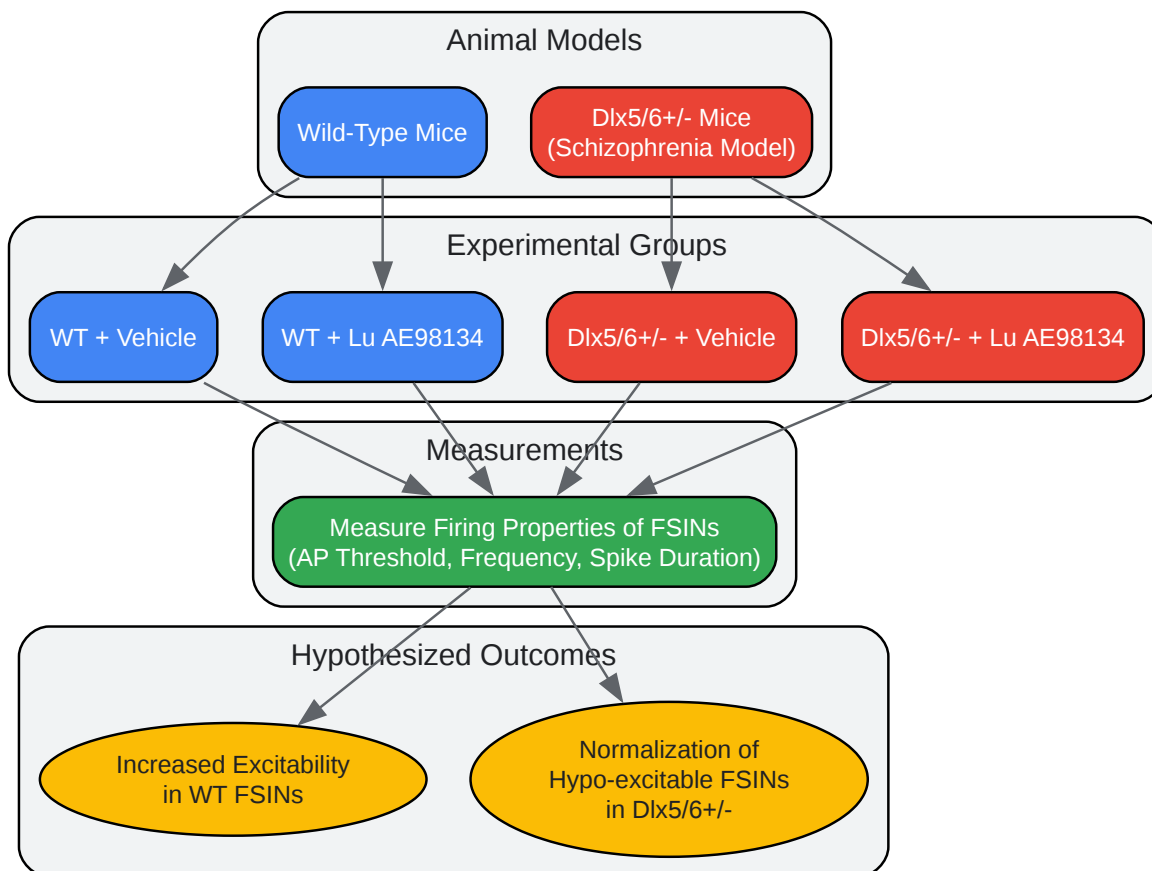 Animal Models
Wild-Type Mice
Dlx5/6+/- Mice
(Schizophrenia Model)
Experimental Groups
WT + Vehicle
WT + Lu AE98134
Dlx5/6+/- + Vehicle
Dlx5/6+/- + Lu AE98134
Measurements
Measure Firing Properties of FSINs
(AP Threshold, Frequency, Spike Duration)
Hypothesized Outcomes
Increased Excitability
in WT FSINs
Normalization of
Hypo-excitable FSINs
in Dlx5/6+/-